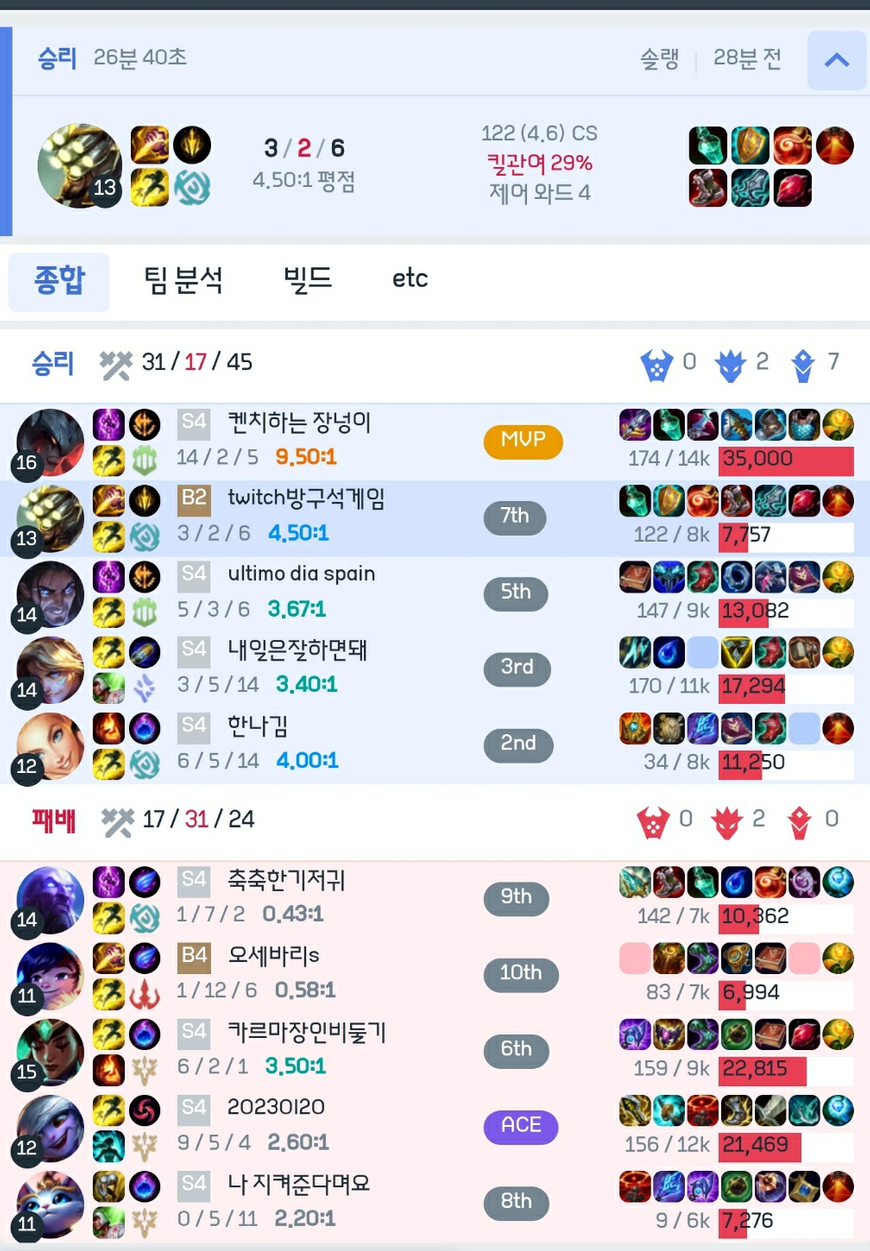 승리 26분 40초 솔랭 28분 전
13
3 / 2 / 6
4.50:1 평점
122 (4.6) CS
킬관여 29%
제어 와드 4
종합 팀 분석 빌드 etc
승리 31 / 17 / 45 0 2 7
16 S4 켄치하는 장넝이 MVP
14 / 2 / 5 9.50:1 174 / 14k 35,000
13 B2 twitch방구석게임 7th
3 / 2 / 6 4.50:1 122 / 8k 7,757
14 S4 ultimo dia spain 5th
5 / 3 / 6 3.67:1 147 / 9k 13,082
14 S4 내잎은잘하면돼 3rd
3 / 5 / 14 3.40:1 170 / 11k 17,294
12 S4 한나김 2nd
6 / 5 / 14 4.00:1 34 / 8k 11,250
패배 17 / 31 / 24 0 2 0
14 S4 축축한기저귀 9th
1 / 7 / 2 0.43:1 142 / 7k 10,362
11 B4 오세바리s 10th
1 / 12 / 6 0.58:1 83 / 7k 6,994
15 S4 카르마장인비둘기 6th
6 / 2 / 1 3.50:1 159 / 9k 22,815
12 S4 ACE
9 / 5 / 4 2.60:1 156 / 12k 21,469
11 S4 나 지켜준다며요 8th
0 / 5 / 11 2.20:1 9 / 6k 7,276